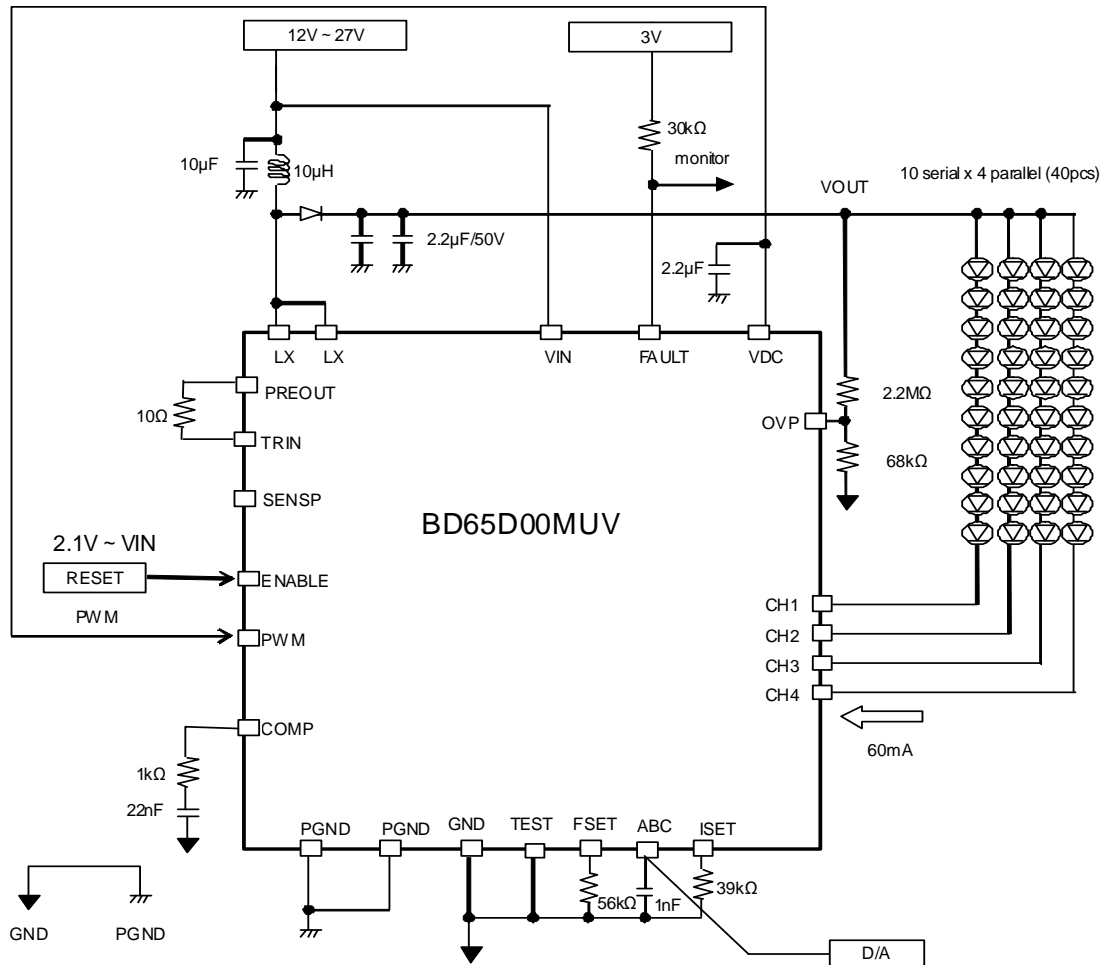 12V ~ 27V
3V
30kΩ
10µF
10µH
monitor
VOUT
10 serial x 4 parallel (40pcs)
2.2µF/50V
2.2µF
LX
LX
VIN
FAULT
VDC
PREOUT
10Ω
TRIN
2.2MΩ
OVP
68kΩ
SENSP
BD65D00MUV
2.1V ~ VIN
RESET
ENABLE
PWM
PWM
CH1
CH2
CH3
CH4
COMP
60mA
1kΩ
22nF
PGND
PGND
GND
TEST
FSET
ABC
ISET
56kΩ
1nF
39kΩ
GND
PGND
D/A